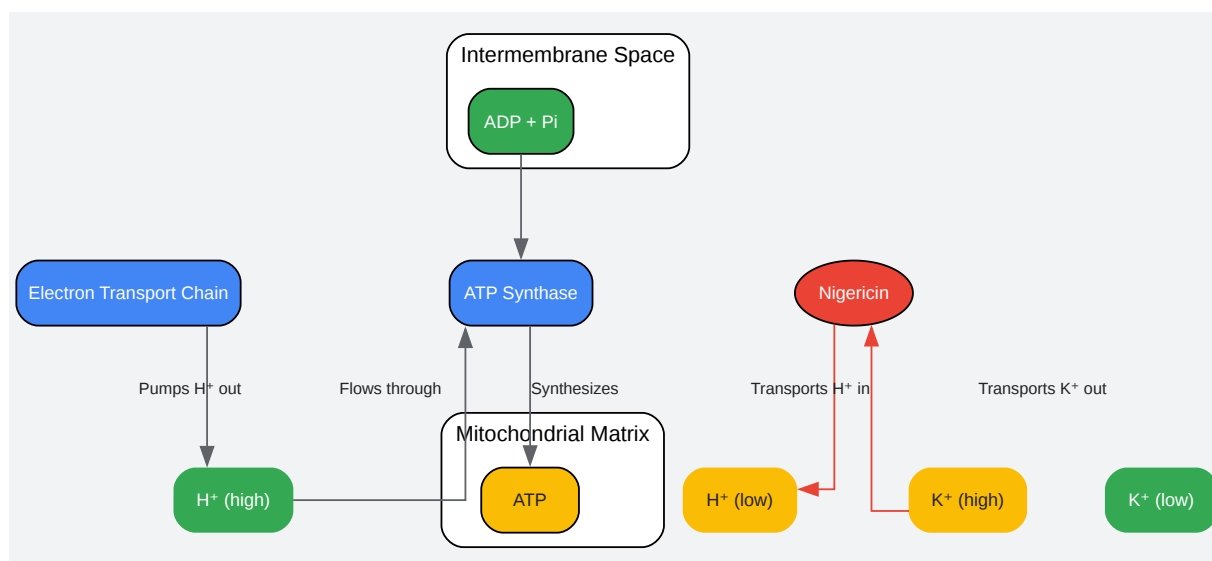 Intermembrane Space
ADP + Pi
Electron Transport Chain
ATP Synthase
Nigericin
Pumps H⁺ out
Flows through
Synthesizes
Transports H⁺ in
Transports K⁺ out
Mitochondrial Matrix
H⁺ (high)
ATP
H⁺ (low)
K⁺ (high)
K⁺ (low)